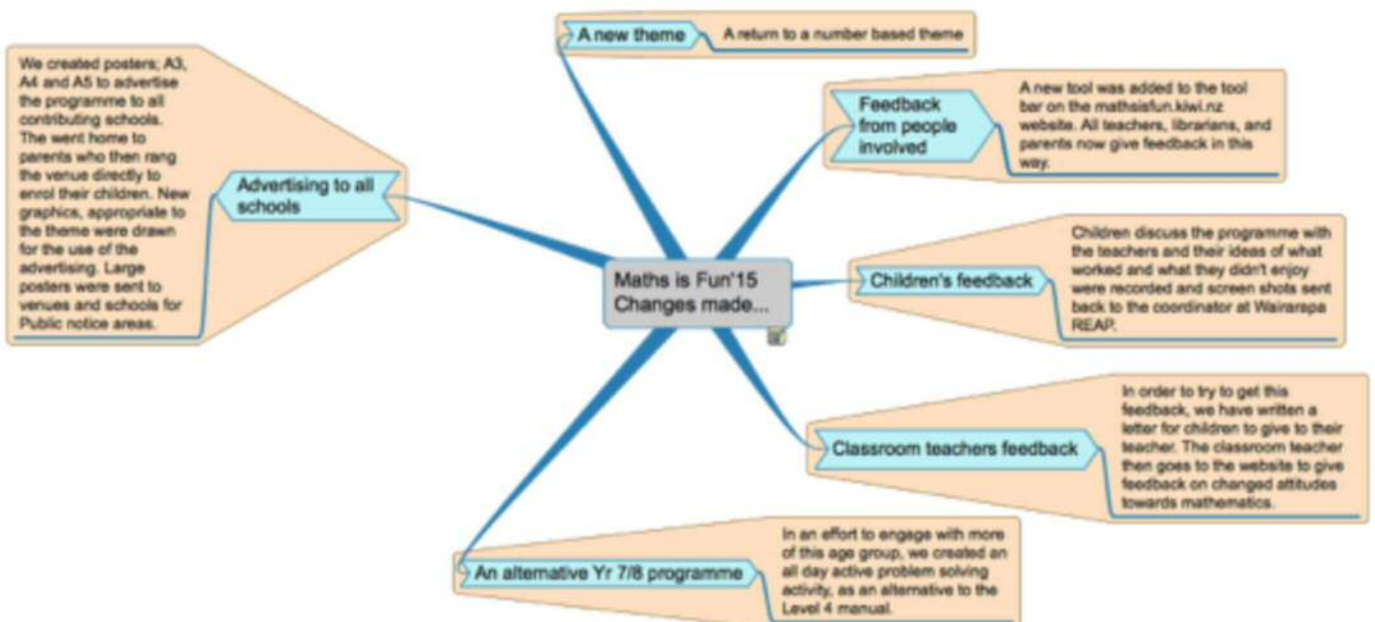 Maths is Fun'15
Changes made...
A new theme
A return to a number based theme
Feedback
from people
involved
A new tool was added to the tool
bar on the mathsisfun.kiwi.nz
website. All teachers, librarians, and
parents now give feedback in this
way.
Children's feedback
Children discuss the programme with
the teachers and their ideas of what
worked and what they didn't enjoy
were recorded and screen shots sent
back to the coordinator at Wairarapa
REAP.
Classroom teachers feedback
In order to try to get this
feedback, we have written a
letter for children to give to their
teacher. The classroom teacher
then goes to the website to give
feedback on changed attitudes
towards mathematics.
An alternative Yr 7/8 programme
In an effort to engage with more
of this age group, we created an
all day active problem solving
activity, as an alternative to the
Level 4 manual.
Advertising to all
schools
We created posters; A3,
A4 and A5 to advertise
the programme to all
contributing schools.
The went home to
parents who then rang
the venue directly to
enrol their children. New
graphics, appropriate to
the theme were drawn
for the use of the
advertising. Large
posters were sent to
venues and schools for
Public notice areas.